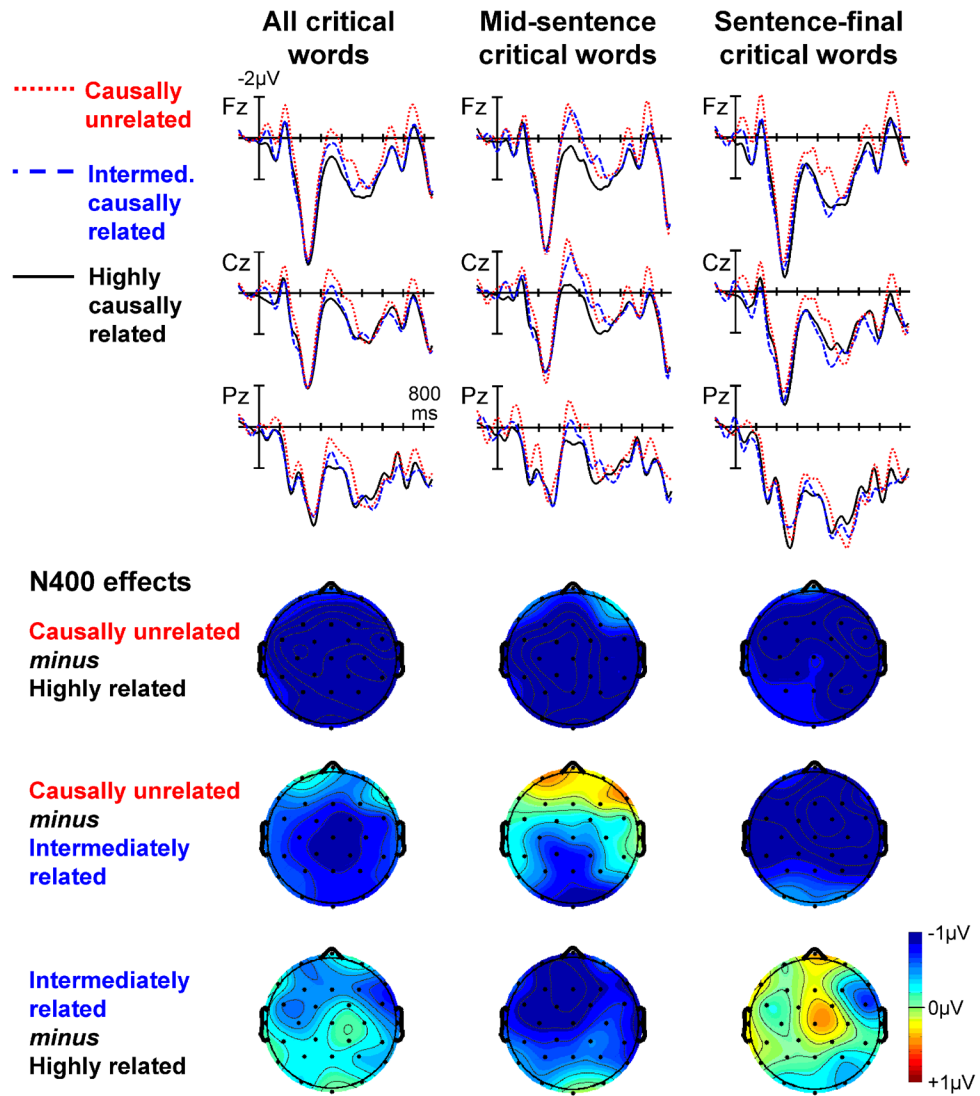 All critical words
Mid-sentence critical words
Sentence-final critical words
Causally unrelated
Intermed. causally related
Highly causally related
-2µV
Fz
Fz
Fz
Cz
Cz
Cz
Pz
800 ms
Pz
Pz
N400 effects
Causally unrelated
minus
Highly related
Causally unrelated
minus
Intermediately
related
Intermediately
related
minus
Highly related
-1µV
0µV
+1µV